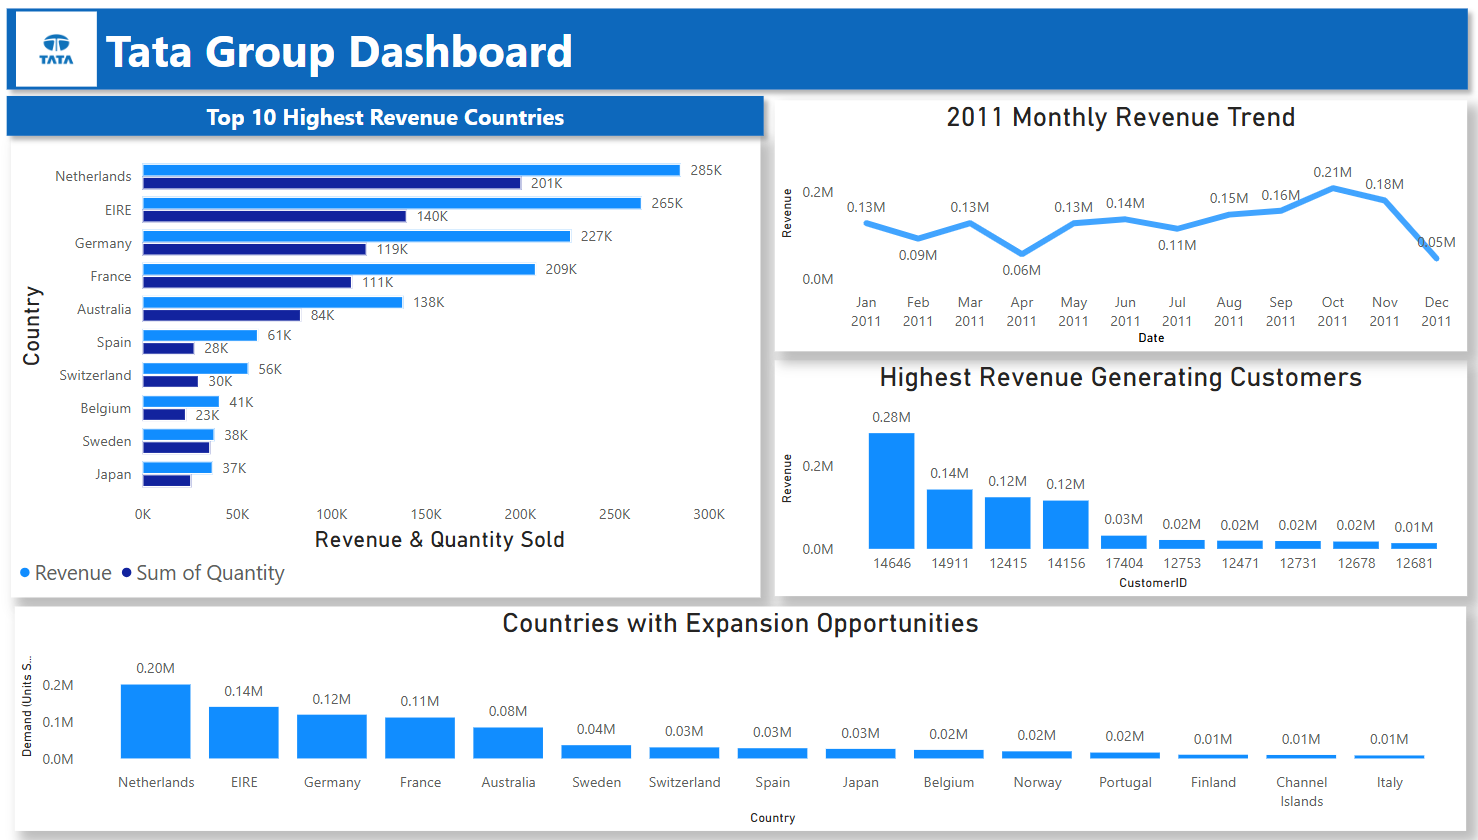 TATA
Tata Group Dashboard
Top 10 Highest Revenue Countries
Country
Netherlands 285K
201K
EIRE 265K
140K
Germany 227K
119K
France 209K
111K
Australia 138K
84K
Spain 61K
28K
Switzerland 56K
30K
Belgium 41K
23K
Sweden 38K
Japan 37K
0K 50K 100K 150K 200K 250K 300K
Revenue & Quantity Sold
Revenue Sum of Quantity
2011 Monthly Revenue Trend
Revenue
0.2M
0.0M
0.13M 0.09M 0.13M 0.06M 0.13M 0.14M 0.11M 0.15M 0.16M 0.21M 0.18M 0.05M
Jan Feb Mar Apr May Jun Jul Aug Sep Oct Nov Dec
2011 2011 2011 2011 2011 2011 2011 2011 2011 2011 2011 2011
Date
Highest Revenue Generating Customers
Revenue
0.2M
0.0M
0.28M 0.14M 0.12M 0.12M 0.03M 0.02M 0.02M 0.02M 0.02M 0.01M
14646 14911 12415 14156 17404 12753 12471 12731 12678 12681
CustomerID
Countries with Expansion Opportunities
Demand (Units S...
0.2M
0.1M
0.0M
0.20M 0.14M 0.12M 0.11M 0.08M 0.04M 0.03M 0.03M 0.03M 0.02M 0.02M 0.02M 0.01M 0.01M 0.01M
Netherlands EIRE Germany France Australia Sweden Switzerland Spain Japan Belgium Norway Portugal Finland Channel Italy
Islands
Country